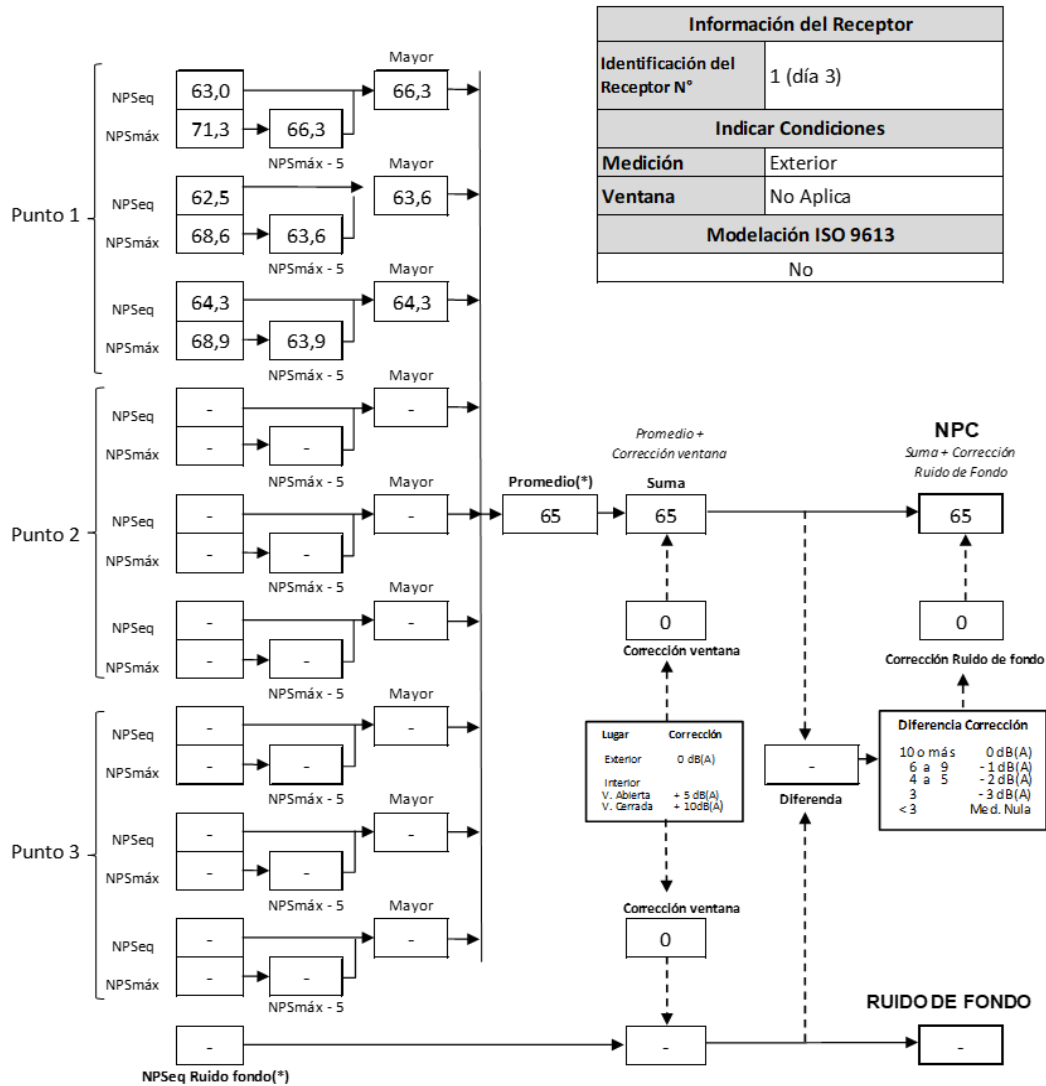 Información del Receptor
Identificación del Receptor N°
1 (día 3)
Indicar Condiciones
Medición
Exterior
Ventana
No Aplica
Modelación ISO 9613
No
Punto 1
Mayor
NPSeq
63,0
66,3
NPSmáx
71,3
66,3
NPSmáx - 5
Mayor
NPSeq
62,5
63,6
NPSmáx
68,6
63,6
NPSmáx - 5
Mayor
NPSeq
64,3
64,3
NPSmáx
68,9
63,9
NPSmáx - 5
Punto 2
Mayor
NPSeq
-
-
NPSmáx
-
-
NPSmáx - 5
Mayor
NPSeq
-
-
NPSmáx
-
-
NPSmáx - 5
Mayor
NPSeq
-
-
NPSmáx
-
-
NPSmáx - 5
Punto 3
Mayor
NPSeq
-
-
NPSmáx
-
-
NPSmáx - 5
Mayor
NPSeq
-
-
NPSmáx
-
-
NPSmáx - 5
Mayor
NPSeq
-
-
NPSmáx
-
-
NPSmáx - 5
-
NPSeq Ruido fondo(*)
Promedio(*)
65
Promedio +
Corrección ventana
Suma
65
0
Corrección ventana
Lugar Corrección
Exterior 0 dB(A)
Interior
V. Abierta + 5 dB(A)
V. Cerrada + 10dB(A)
Corrección ventana
0
-
-
Diferenda
NPC
Suma + Corrección
Ruido de Fondo
65
0
Corrección Ruido de fondo
Diferencia Corrección
10 o más 0 dB(A)
6 a 9 - 1 dB(A)
4 a 5 - 2 dB(A)
3 - 3 dB(A)
< 3 Med. Nula
RUIDO DE FONDO
-